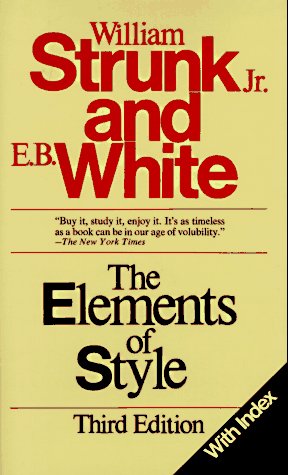 William
Strunk Jr.
and
E.B. White
"Buy it, study it, enjoy it. It's as timeless
as a book can be in our age of volubility."
—The New York Times
The
Elements
of
Style
Third Edition
With Index